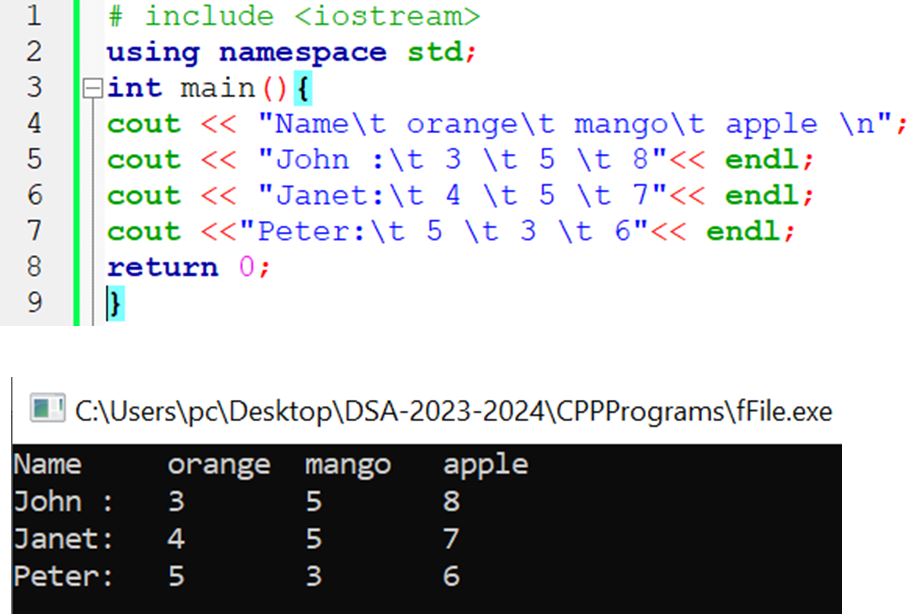 1 # include <iostream>
2 using namespace std;
3 int main(){
4 cout << "Name\t orange\t mango\t apple \n";
5 cout << "John :\t 3 \t 5 \t 8"<< endl;
6 cout << "Janet:\t 4 \t 5 \t 7"<< endl;
7 cout <<"Peter:\t 5 \t 3 \t 6"<< endl;
8 return 0;
9 }
C:\Users\pc\Desktop\DSA-2023-2024\CPPPrograms\fFile.exe
Name orange mango apple
John : 3 5 8
Janet: 4 5 7
Peter: 5 3 6